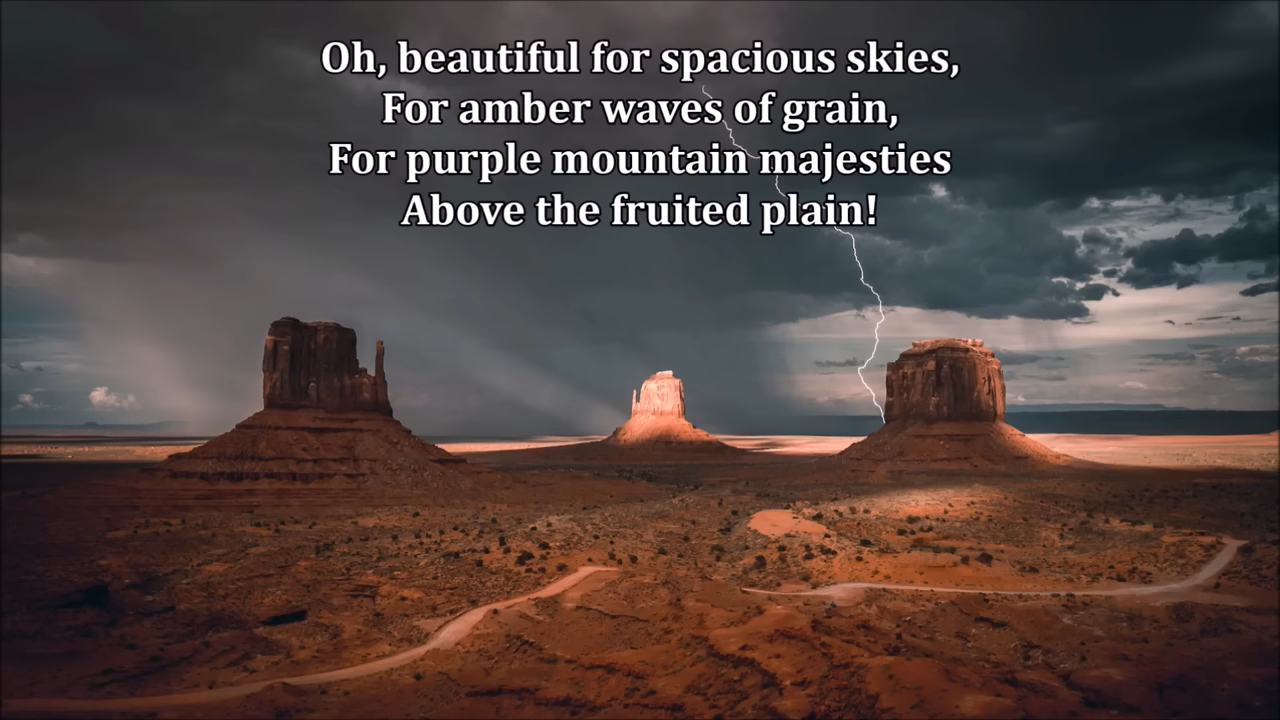 Oh, beautiful for spacious skies,
For amber waves of grain,
For purple mountain majesties
Above the fruited plain!